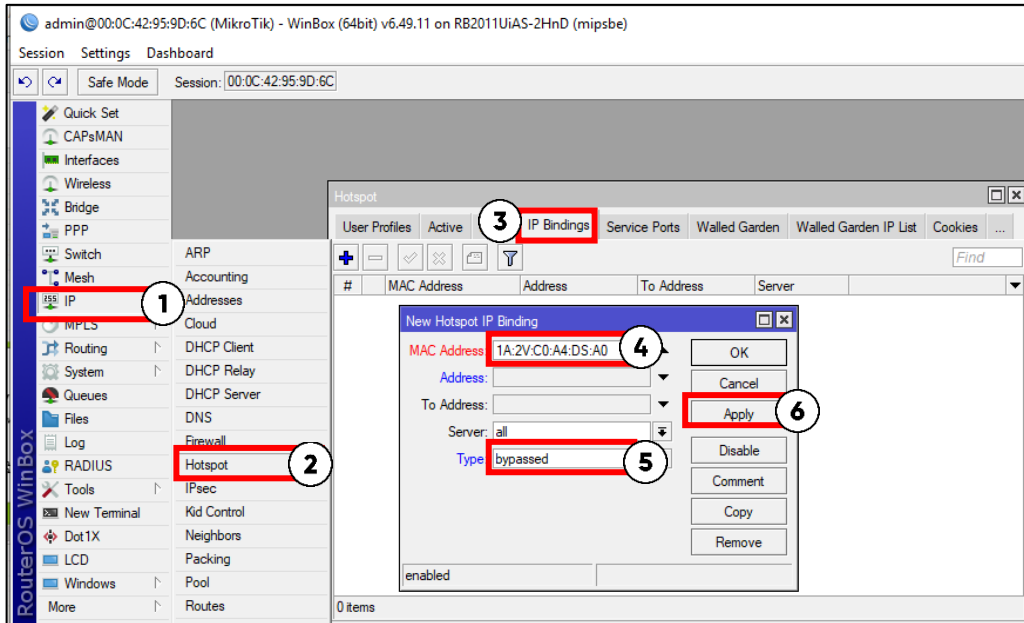 admin@00:0C:42:95:9D:6C (MikroTik) - WinBox (64bit) v6.49.11 on RB2011UiAS-2HnD (mipsbe)
Session Settings Dashboard
Safe Mode Session: 00:0C:42:95:9D:6C
RouterOS WinBox
Quick Set
CAPsMAN
Interfaces
Wireless
Bridge
PPP
Switch
Mesh
IP
1
MPLS
Routing
System
Queues
Files
Log
RADIUS
Tools
New Terminal
Dot1X
LCD
Windows
More
ARP
Accounting
Addresses
Cloud
DHCP Client
DHCP Relay
DHCP Server
DNS
Firewall
Hotspot
2
IPsec
Kid Control
Neighbors
Packing
Pool
Routes
Hotspot
User Profiles Active 3 IP Bindings Service Ports Walled Garden Walled Garden IP List Cookies ...
Find
# MAC Address Address To Address Server
New Hotspot IP Binding
MAC Address: 1A:2V:C0:A4:DS:A0 4
Address:
To Address:
Server: all
Type: bypassed 5
OK
Cancel
Apply 6
Disable
Comment
Copy
Remove
enabled
0 items